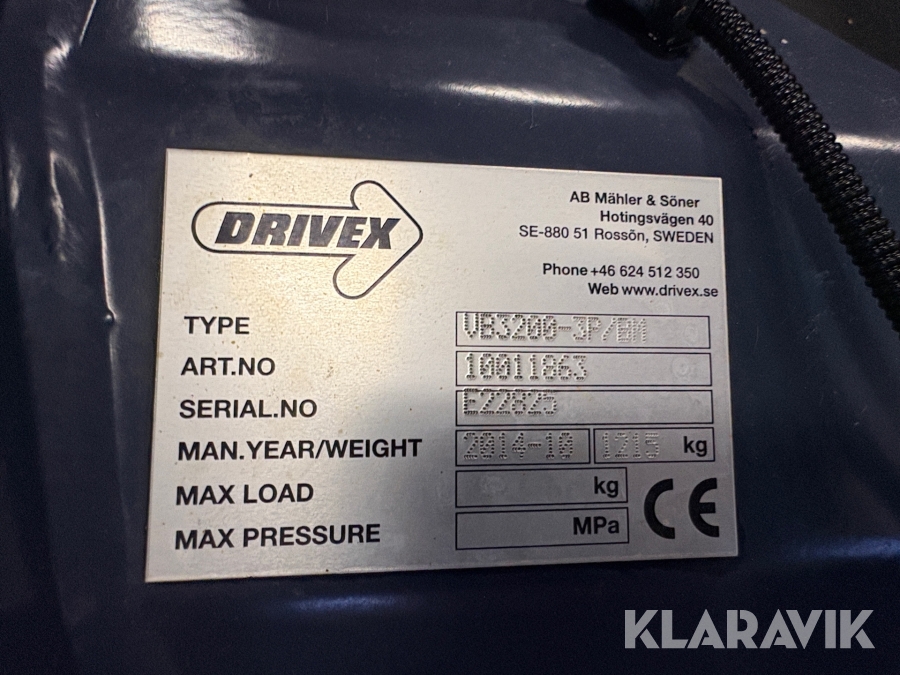 DRIVEX
AB Mähler & Söner
Hotingsvägen 40
SE-880 51 Rossön, SWEDEN
Phone +46 624 512 350
Web www.drivex.se
TYPE VB3200-3P/BM
ART.NO 10011863
SERIAL.NO E22825
MAN.YEAR/WEIGHT 2014-10 1215 kg
MAX LOAD kg
MAX PRESSURE MPa
CE
KLARAVIK